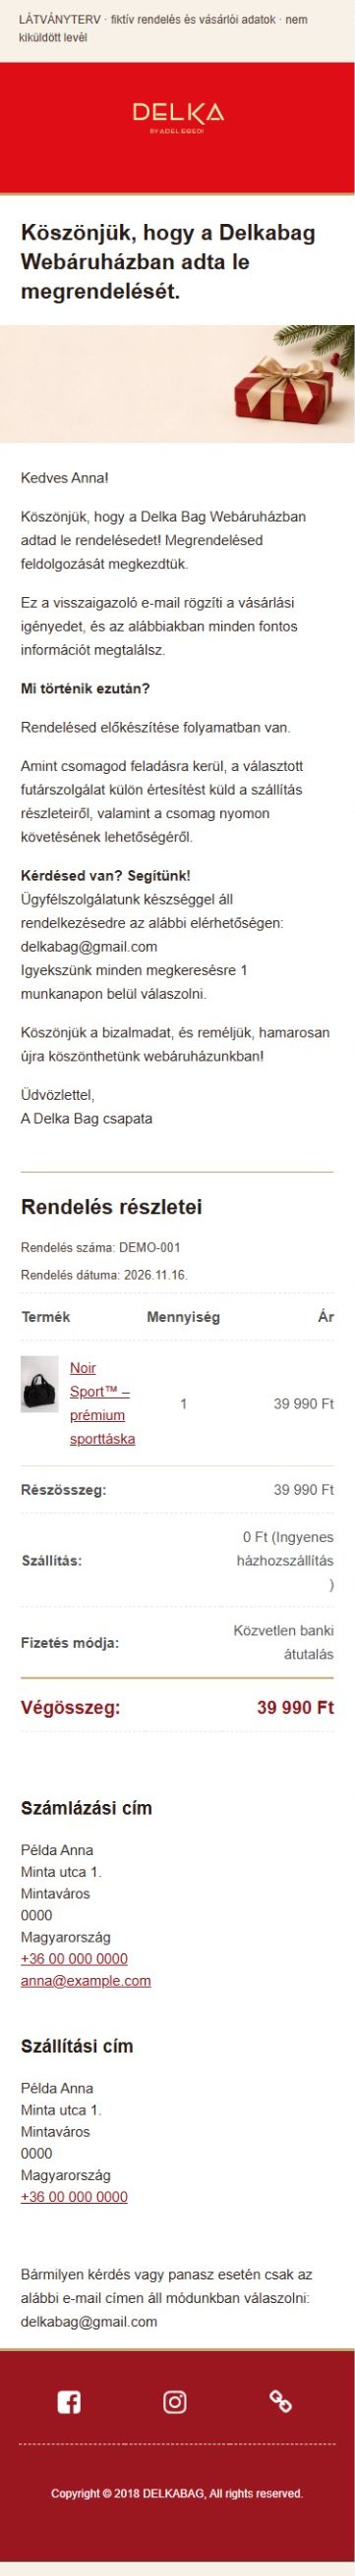 LÁTVÁNYTERV · fiktív rendelés és vásárlói adatok · nem
kiküldött levél
DELKA
BY ADEL EGEDI
Köszönjük, hogy a Delkabag
Webáruházban adta le
megrendelését.
Kedves Anna!
Köszönjük, hogy a Delka Bag Webáruházban
adtad le rendelésedet! Megrendelésed
feldolgozását megkezdtük.
Ez a visszaigazoló e-mail rögzíti a vásárlási
igényedet, és az alábbiakban minden fontos
információt megtalálsz.
Mi történik ezután?
Rendelésed előkészítése folyamatban van.
Amint csomagod feladásra kerül, a választott
futárszolgálat külön értesítést küld a szállítás
részleteiről, valamint a csomag nyomon
követésének lehetőségéről.
Kérdésed van? Segítünk!
Ügyfélszolgálatunk készséggel áll
rendelkezésedre az alábbi elérhetőségen:
delkabag@gmail.com
Igyekszünk minden megkeresésre 1
munkanapon belül válaszolni.
Köszönjük a bizalmadat, és reméljük, hamarosan
újra köszönthetünk webáruházunkban!
Üdvözlettel,
A Delka Bag csapata
Rendelés részletei
Rendelés száma: DEMO-001
Rendelés dátuma: 2026.11.16.
Termék Mennyiség Ár
Noir
Sport™ –
prémium
sporttáska
1 39 990 Ft
Részösszeg: 39 990 Ft
Szállítás: 0 Ft (Ingyenes
házhozszállítás
)
Fizetés módja: Közvetlen banki
átutalás
Végösszeg: 39 990 Ft
Számlázási cím
Példa Anna
Minta utca 1.
Mintaváros
0000
Magyarország
+36 00 000 0000
anna@example.com
Szállítási cím
Példa Anna
Minta utca 1.
Mintaváros
0000
Magyarország
+36 00 000 0000
Bármilyen kérdés vagy panasz esetén csak az
alábbi e-mail címen áll módunkban válaszolni:
delkabag@gmail.com
Copyright © 2018 DELKABAG, All rights reserved.